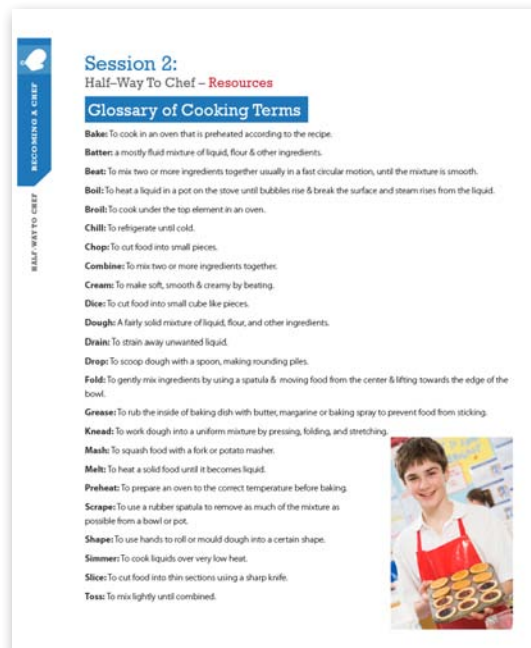 RECOMING A CHEF
HALF-WAY TO CHEF
Session 2:
Half–Way To Chef – Resources
Glossary of Cooking Terms
Bake: To cook in an oven that is preheated according to the recipe.
Batter: a mostly fluid mixture of liquid, flour & other ingredients.
Beat: To mix two or more ingredients together usually in a fast circular motion, until the mixture is smooth.
Boil: To heat a liquid in a pot on the stove until bubbles rise & break the surface and steam rises from the liquid.
Broil: To cook under the top element in an oven.
Chill: To refrigerate until cold.
Chop: To cut food into small pieces.
Combine: To mix two or more ingredients together.
Cream: To make soft, smooth & creamy by beating.
Dice: To cut food into small cube like pieces.
Dough: A fairly solid mixture of liquid, flour, and other ingredients.
Drain: To strain away unwanted liquid.
Drop: To scoop dough with a spoon, making rounding piles.
Fold: To gently mix ingredients by using a spatula & moving food from the center & lifting towards the edge of the
bowl.
Grease: To rub the inside of baking dish with butter, margarine or baking spray to prevent food from sticking.
Knead: To work dough into a uniform mixture by pressing, folding, and stretching.
Mash: To squash food with a fork or potato masher.
Melt: To heat a solid food until it becomes liquid.
Preheat: To prepare an oven to the correct temperature before baking.
Scrape: To use a rubber spatula to remove as much of the mixture as
possible from a bowl or pot.
Shape: To use hands to roll or mould dough into a certain shape.
Simmer: To cook liquids over very low heat.
Slice: To cut food into thin sections using a sharp knife.
Toss: To mix lightly until combined.